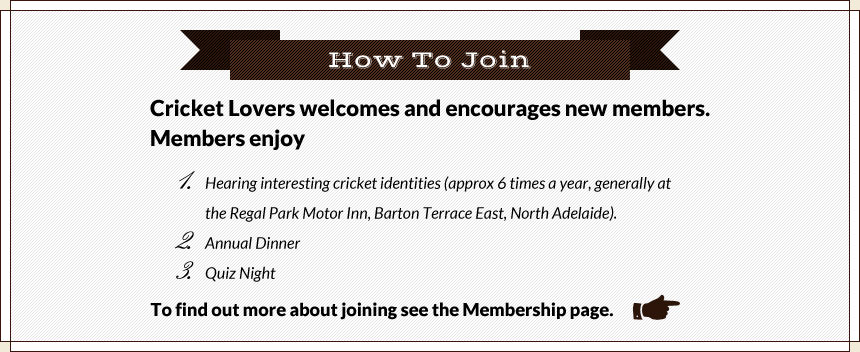 How To Join
Cricket Lovers welcomes and encourages new members.
Members enjoy
1. Hearing interesting cricket identities (approx 6 times a year, generally at
the Regal Park Motor Inn, Barton Terrace East, North Adelaide).
2. Annual Dinner
3. Quiz Night
To find out more about joining see the Membership page.